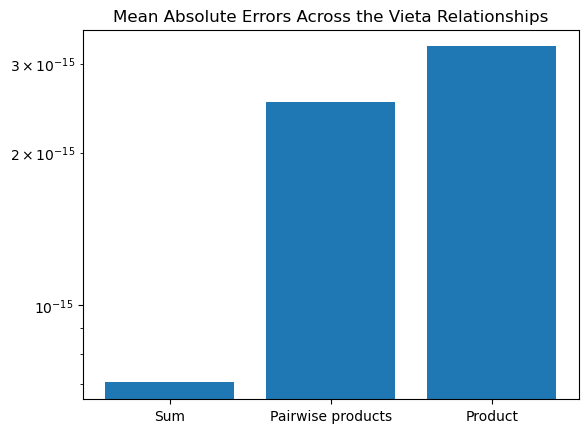 Mean Absolute Errors Across the Vieta Relationships
3 × 10⁻¹⁵
2 × 10⁻¹⁵
10⁻¹⁵
Sum Pairwise products Product